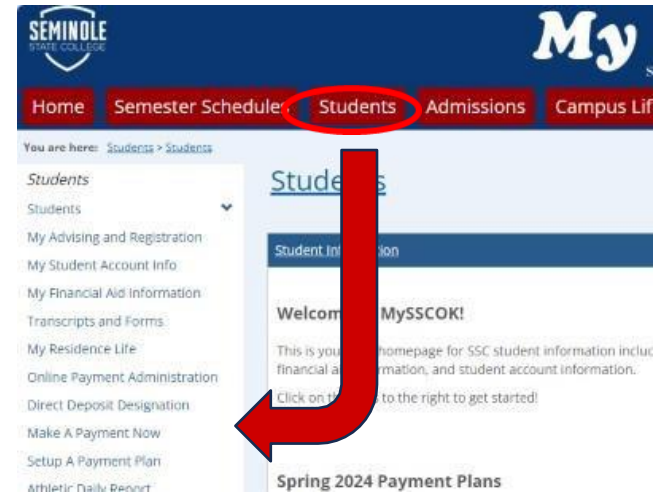 SEMINOLE
STATE COLLEGE
My
S
Home Semester Schedules Students Admissions Campus Lif
You are here: Students > Students
Students
Students
My Advising and Registration
My Student Account Info
My Financial Aid Information
Transcripts and Forms
My Residence Life
Online Payment Administration
Direct Deposit Designation
Make A Payment Now
Setup A Payment Plan
Athletic Daily Report
Students
Student In ion
Welcom MySSCOK!
This is you homepage for SSC student information includ
financial a rmation, and student account information.
Click on th s to the right to get started!
Spring 2024 Payment Plans